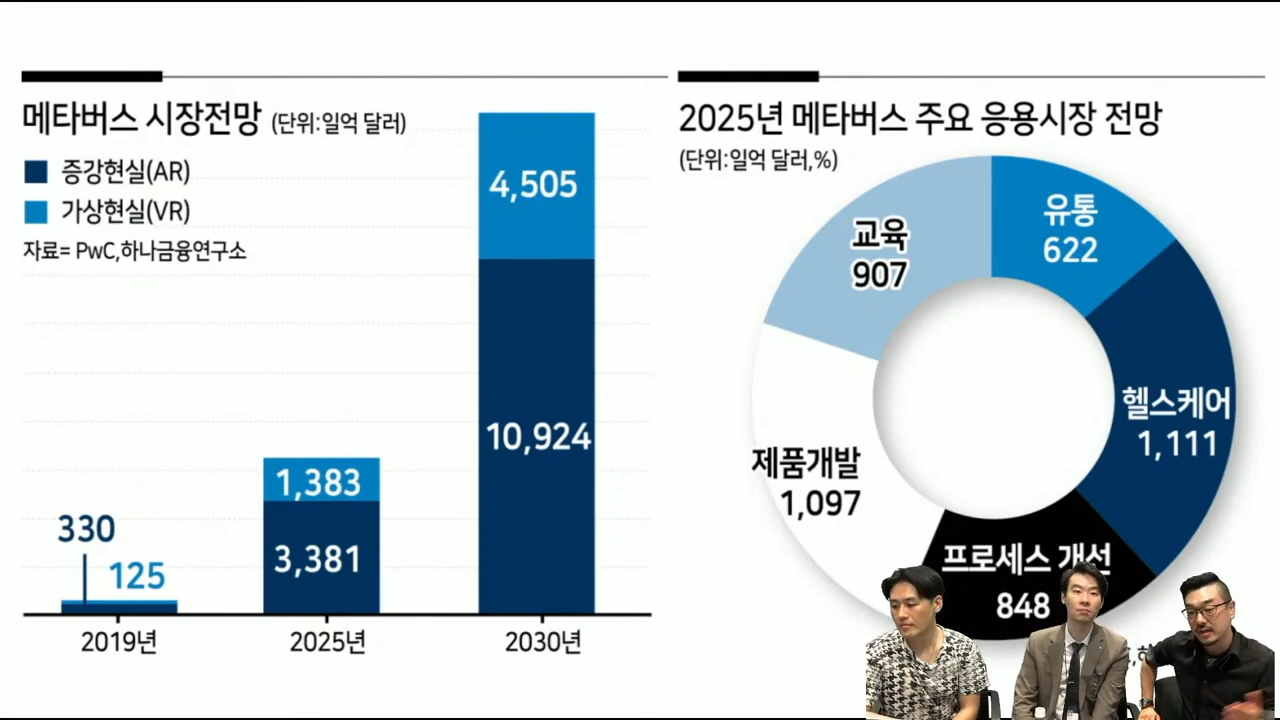 메타버스 시장전망 (단위:일억 달러)
증강현실(AR)
가상현실(VR)
자료= PwC,하나금융연구소
4,505
10,924
1,383
3,381
330
125
2019년
2025년
2030년
2025년 메타버스 주요 응용시장 전망
(단위:일억 달러,%)
유통
622
교육
907
헬스케어
1,111
제품개발
1,097
프로세스 개선
848